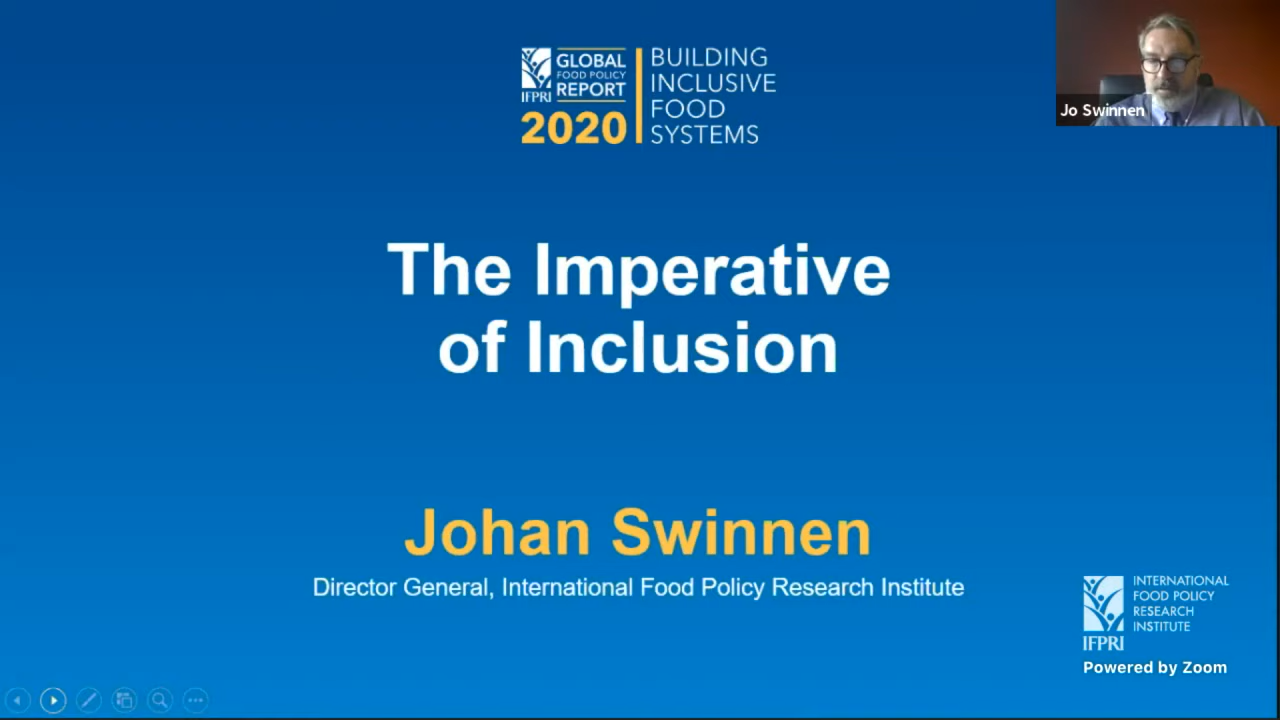 IFPRI
GLOBAL
FOOD POLICY
REPORT
2020
BUILDING
INCLUSIVE
FOOD
SYSTEMS
Jo Swinnen
The Imperative
of Inclusion
Johan Swinnen
Director General, International Food Policy Research Institute
IFPRI
INTERNATIONAL
FOOD POLICY
RESEARCH
INSTITUTE
Powered by Zoom